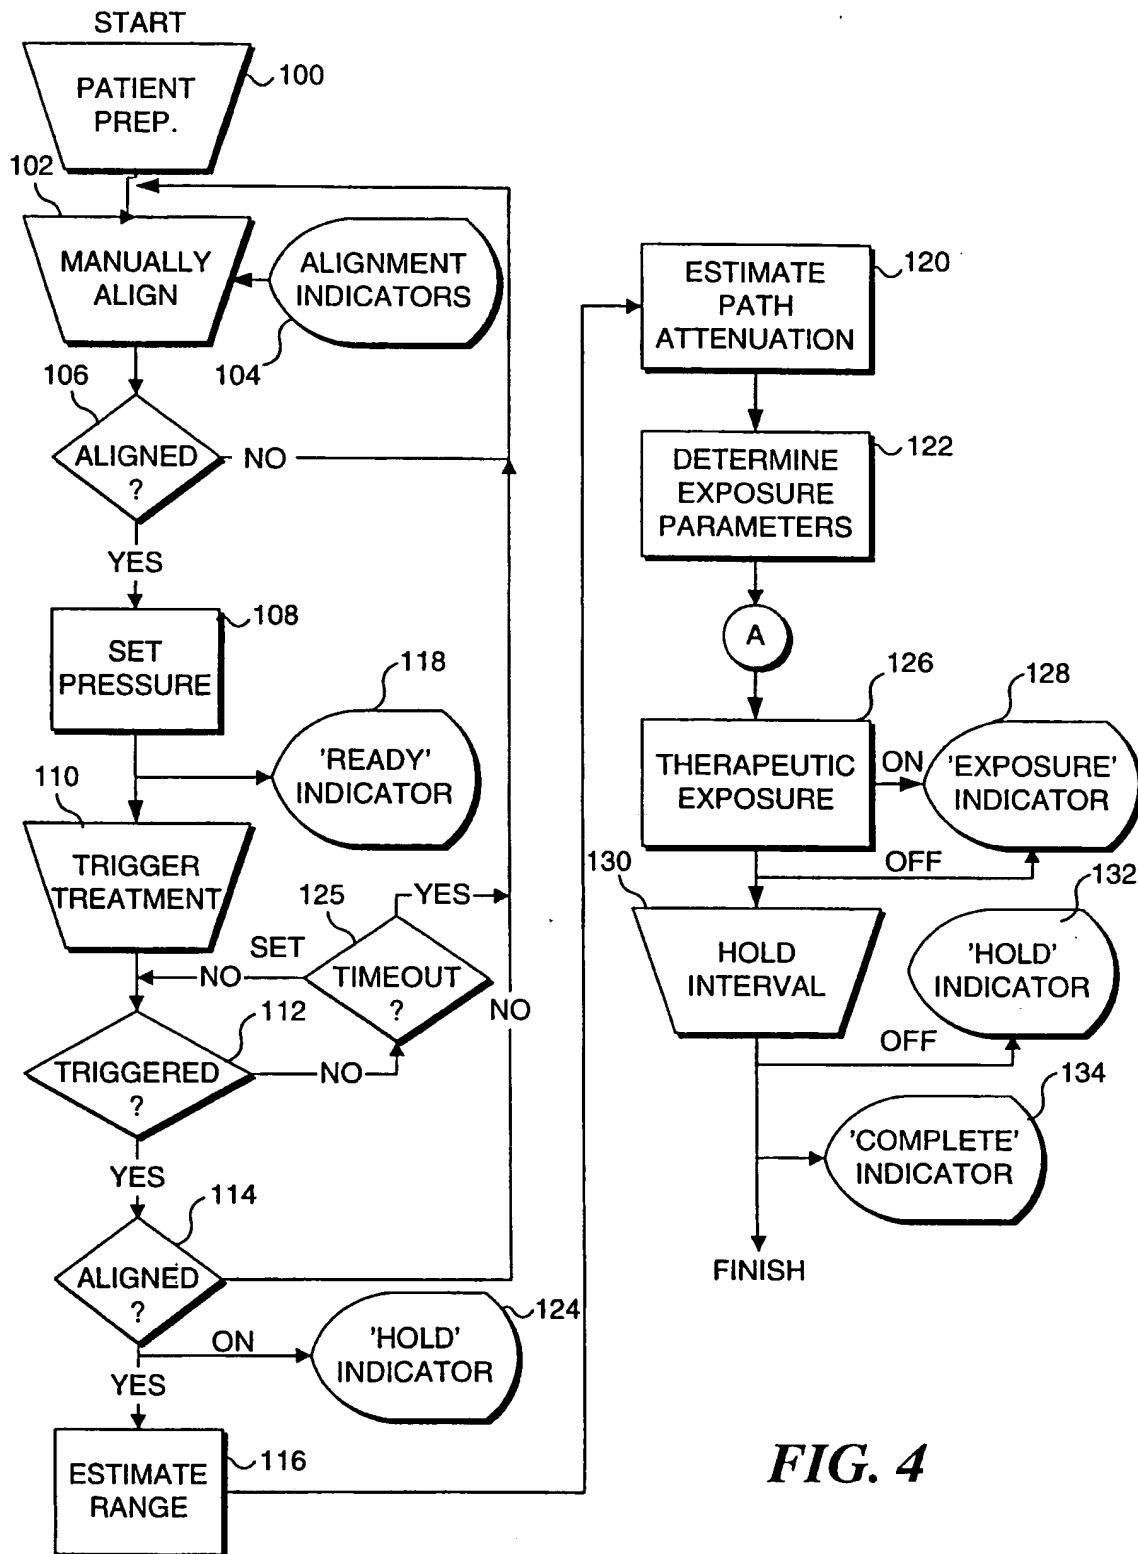 START
PATIENT
PREP.
100
102
MANUALLY
ALIGN
ALIGNMENT
INDICATORS
104
106
ALIGNED
?
NO
YES
108
SET
PRESSURE
118
'READY'
INDICATOR
110
TRIGGER
TREATMENT
125
YES
SET
NO
TIMEOUT
?
NO
112
TRIGGERED
?
NO
YES
114
ALIGNED
?
ON
'HOLD'
INDICATOR
124
YES
ESTIMATE
RANGE
116
ESTIMATE
PATH
ATTENUATION
120
DETERMINE
EXPOSURE
PARAMETERS
122
A
126
THERAPEUTIC
EXPOSURE
ON
128
'EXPOSURE'
INDICATOR
OFF
130
HOLD
INTERVAL
132
'HOLD'
INDICATOR
OFF
134
'COMPLETE'
INDICATOR
FINISH
FIG. 4